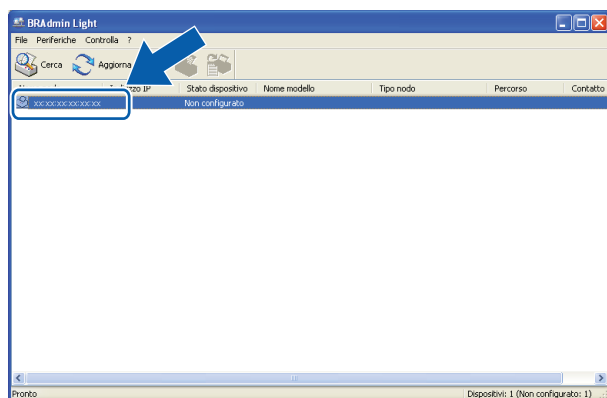 BRAdmin Light
File Periferiche Controlla ?
Cerca Aggiorna
Stato dispositivo Nome modello Tipo nodo Percorso Contatto
xx:xx:xx:xx:xx:xx Non configurato
Pronto Dispositivi: 1 (Non configurato: 1)